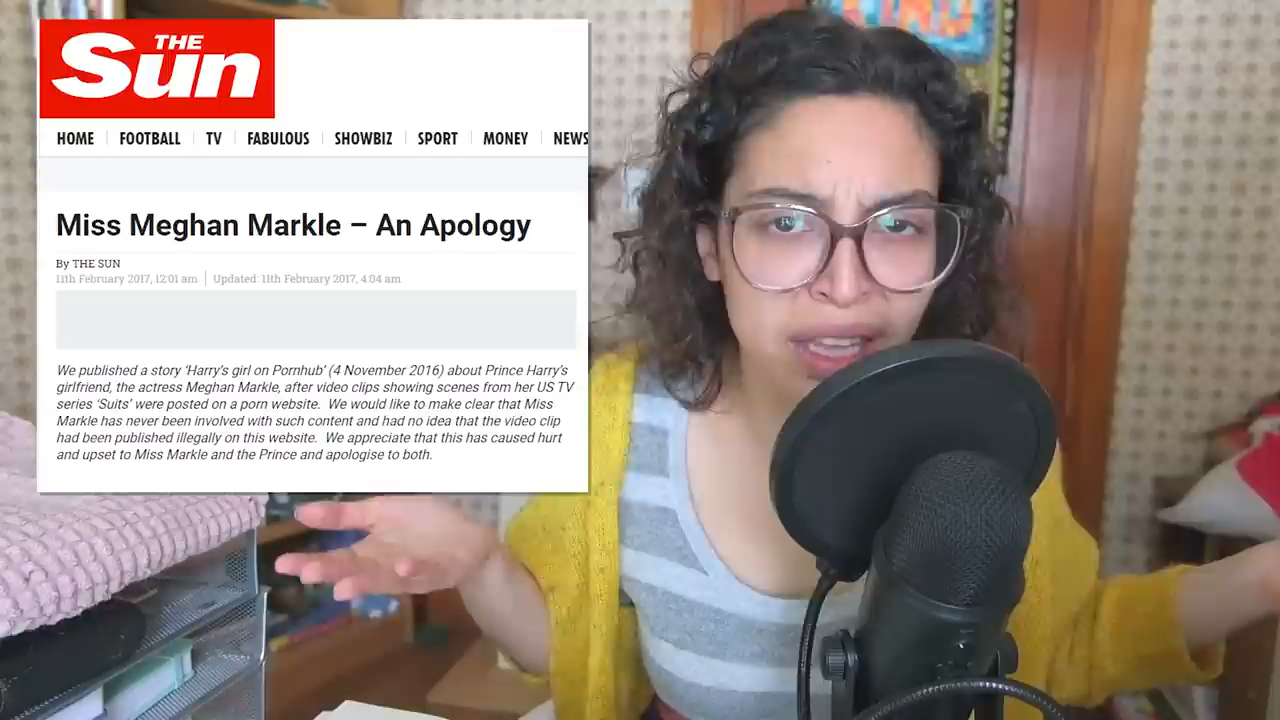 THE
Sun
HOME FOOTBALL TV FABULOUS SHOWBIZ SPORT MONEY NEWS
Miss Meghan Markle – An Apology
By THE SUN
11th February 2017, 12:01 am Updated: 11th February 2017, 4:04 am
We published a story ‘Harry’s girl on Pornhub’ (4 November 2016) about Prince Harry’s
girlfriend, the actress Meghan Markle, after video clips showing scenes from her US TV
series ‘Suits’ were posted on a porn website.  We would like to make clear that Miss
Markle has never been involved with such content and had no idea that the video clip
had been published illegally on this website.  We appreciate that this has caused hurt
and upset to Miss Markle and the Prince and apologise to both.
KIND